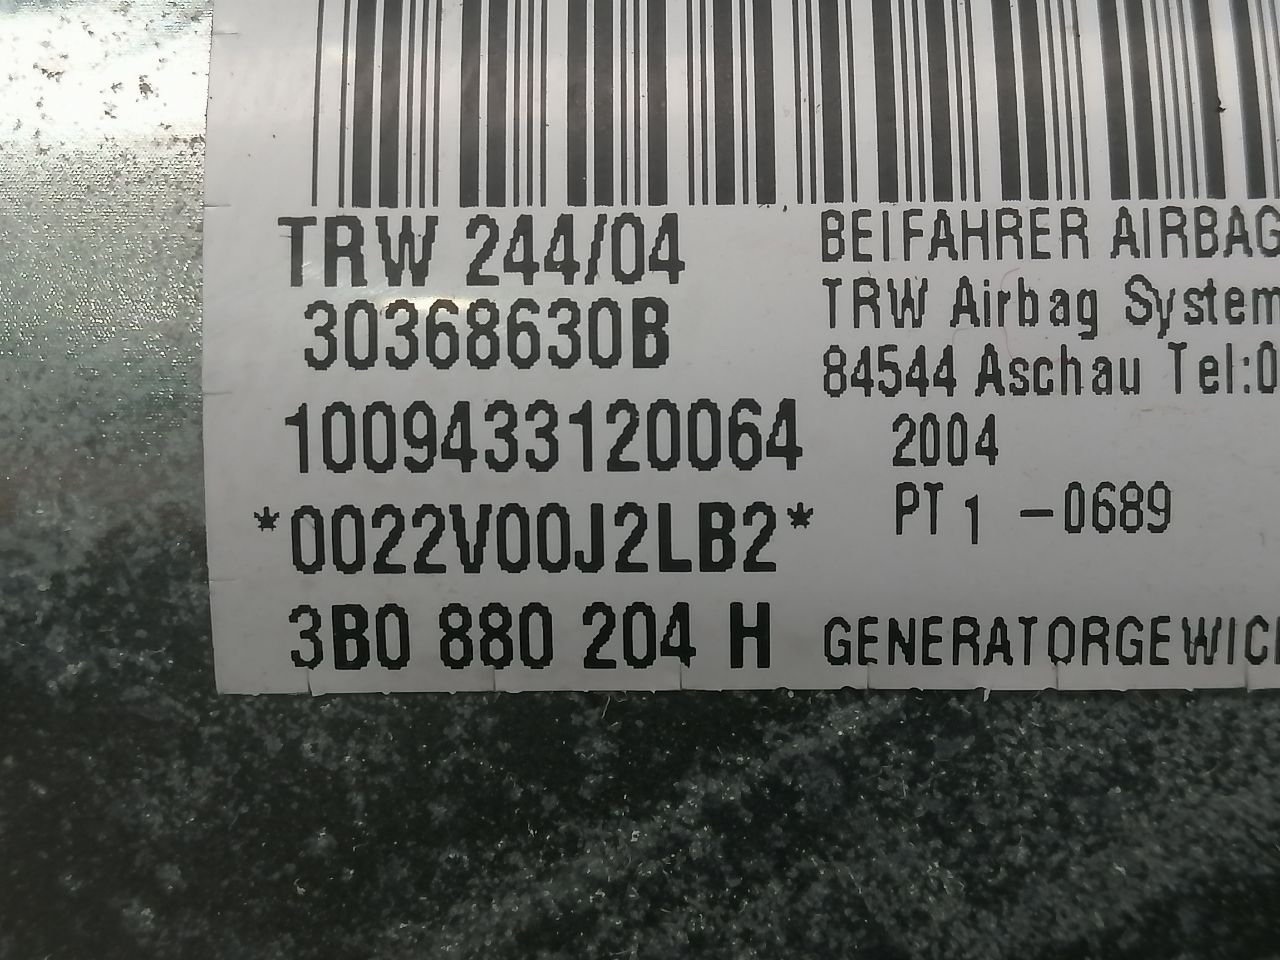 TRW 244/04
30368630B
1009433120064
*0022V00J2LB2*
3B0 880 204 H
BEIFAHRER AIRBAG
TRW Airbag System
84544 Aschau Tel:0
2004
PT 1 -0689
GENERATORGEWICH